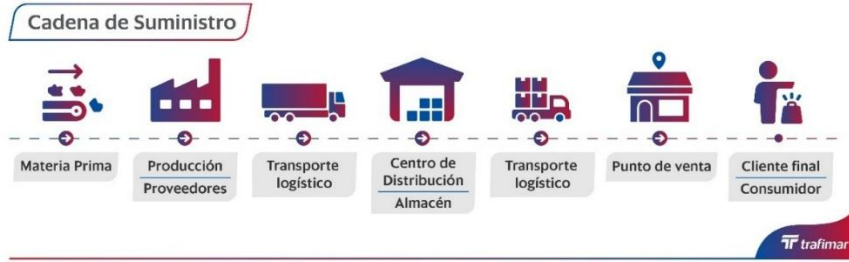 Cadena de Suministro
Materia Prima
Producción
Proveedores
Transporte
logístico
Centro de
Distribución
Almacén
Transporte
logístico
Punto de venta
Cliente final
Consumidor
trafimar